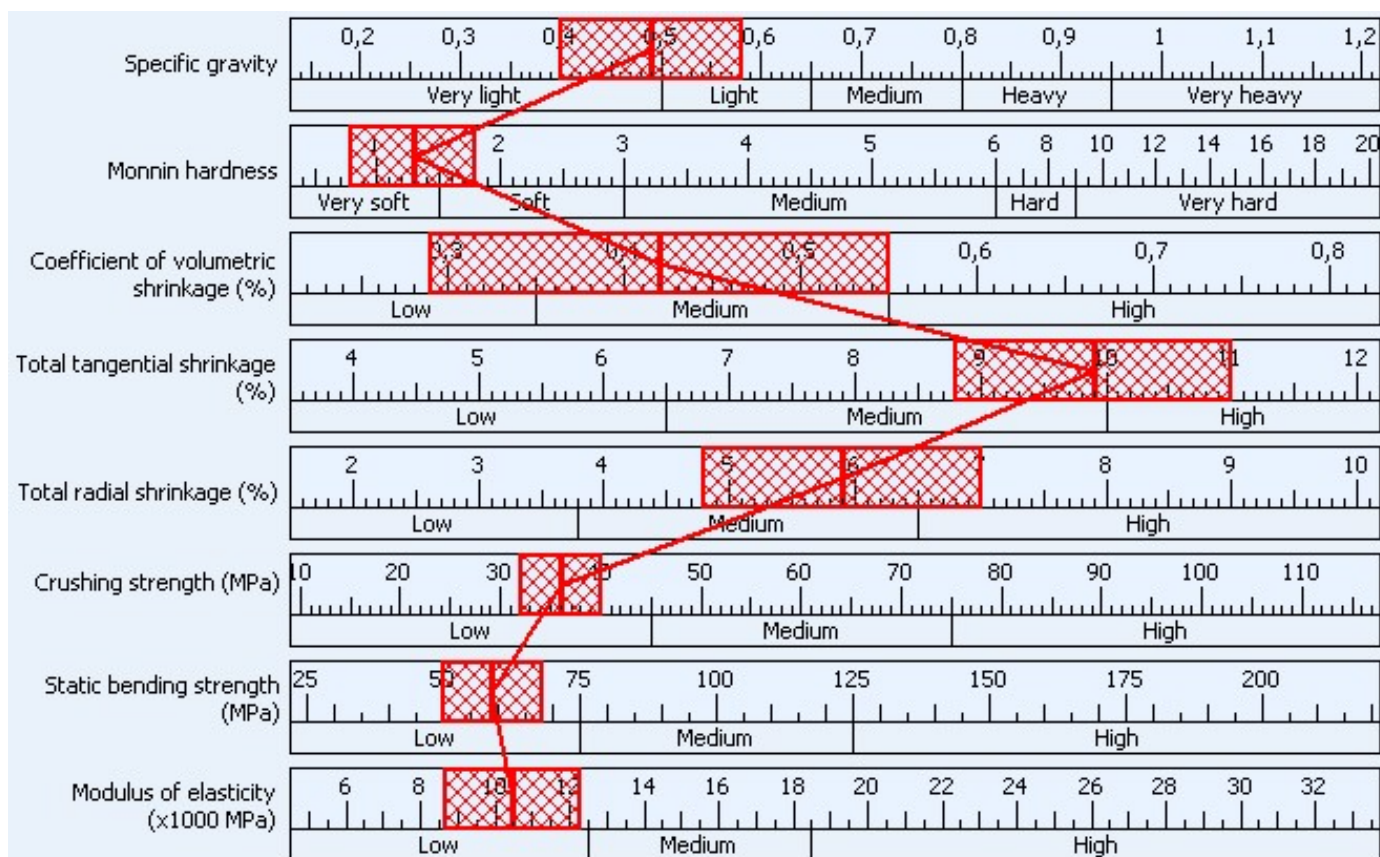 Specific gravity
0,2 0,3 0,4 0,5 0,6 0,7 0,8 0,9 1 1,1 1,2
Very light Light Medium Heavy Very heavy
Monnin hardness
1 2 3 4 5 6 8 10 12 14 16 18 20
Very soft Soft Medium Hard Very hard
Coefficient of volumetric
shrinkage (%)
0,3 0,4 0,5 0,6 0,7 0,8
Low Medium High
Total tangential shrinkage
(%)
4 5 6 7 8 9 10 11 12
Low Medium High
Total radial shrinkage (%)
2 3 4 5 6 7 8 9 10
Low Medium High
Crushing strength (MPa)
10 20 30 40 50 60 70 80 90 100 110
Low Medium High
Static bending strength
(MPa)
25 50 75 100 125 150 175 200
Low Medium High
Modulus of elasticity
(x1000 MPa)
6 8 10 12 14 16 18 20 22 24 26 28 30 32
Low Medium High